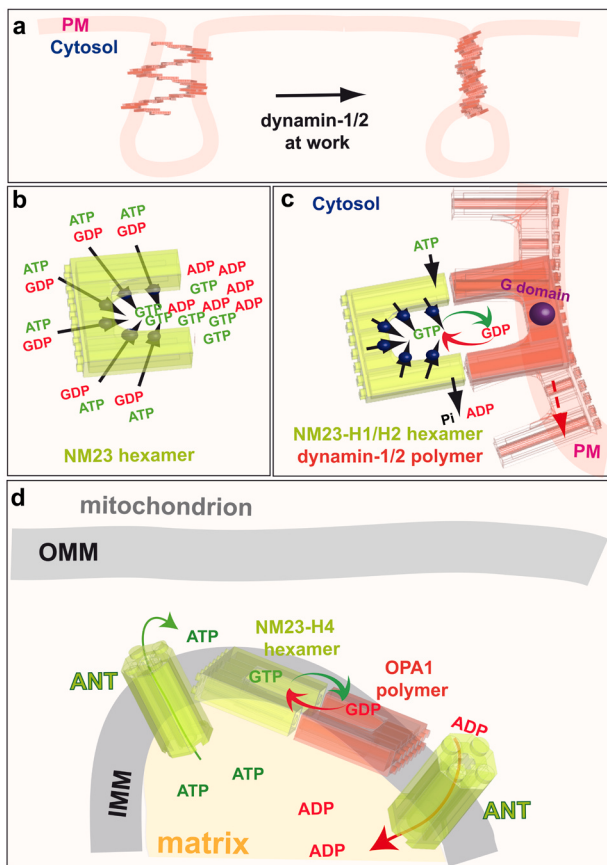 a
PM
Cytosol
dynamin-1/2
at work
b
ATP
ATP
GDP
GDP
ATP
GDP
ATP
GDP
GDP
ATP
GDP
ATP
ADP
ADP
GTP
ADP
GTP
ADP
ADP
ADP
GTP
GTP
GTP
ADP
GTP
NM23 hexamer
c
Cytosol
ATP
G domain
GTP
GDP
Pi
ADP
NM23-H1/H2 hexamer
dynamin-1/2 polymer
PM
d
mitochondrion
OMM
ATP
NM23-H4
hexamer
GTP
OPA1
polymer
GDP
ANT
ADP
ATP
ATP
IMM
ADP
ANT
matrix
ADP